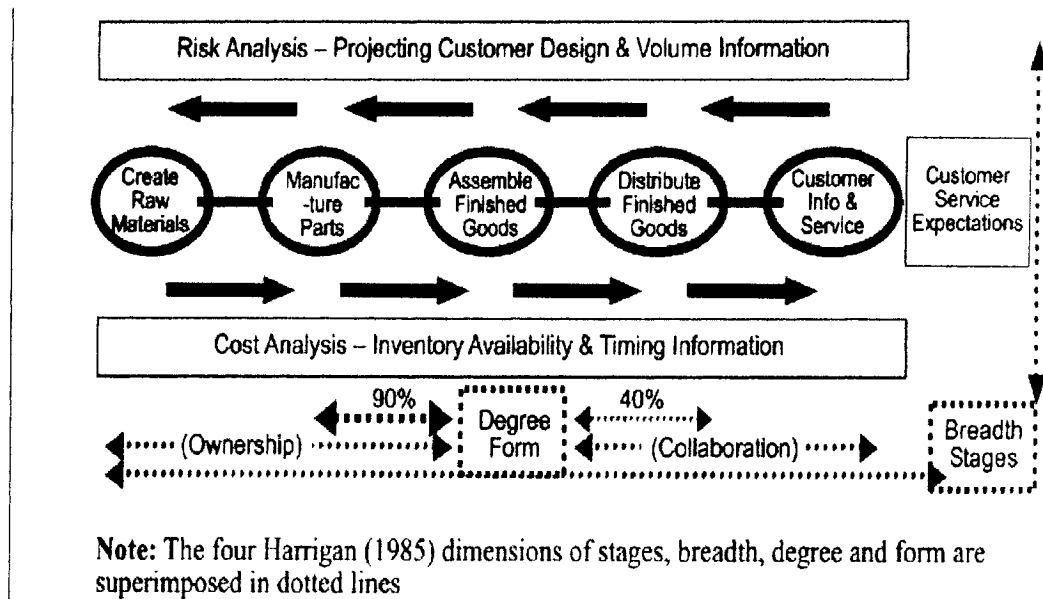 Risk Analysis – Projecting Customer Design & Volume Information
Create
Raw
Materials
Manufac
-ture
Parts
Assemble
Finished
Goods
Distribute
Finished
Goods
Customer
Info &
Service
Customer
Service
Expectations
Cost Analysis – Inventory Availability & Timing Information
90%
40%
(Ownership)
Degree
Form
(Collaboration)
Breadth
Stages
Note: The four Harrigan (1985) dimensions of stages, breadth, degree and form are
superimposed in dotted lines